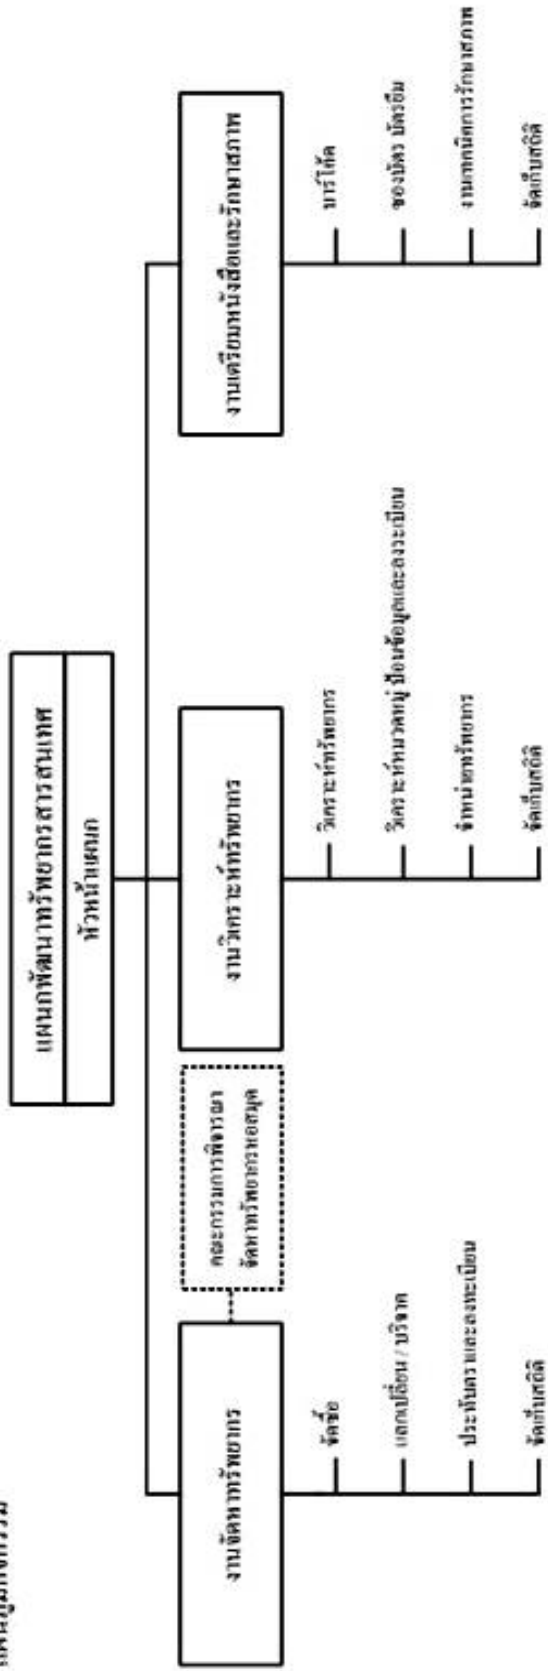 แผนภูมิกิจกรรม
แผนกพัฒนาทรัพยากรสารสนเทศ
หัวหน้าแผนก
งานจัดหาทรัพยากร
คณะกรรมการพิจารณา
จัดหาทรัพยากรหอสมุด
งานวิเคราะห์ทรัพยากร
งานเตรียมหนังสือและรักษาสภาพ
จัดซื้อ
แลกเปลี่ยน / บริจาค
ประทับตราและลงทะเบียน
จัดเก็บสถิติ
วิเคราะห์ทรัพยากร
วิเคราะห์หมวดหมู่ ป้อนข้อมูลและลงระเบียน
จำหน่ายทรัพยากร
จัดเก็บสถิติ
บาร์โค้ด
ซองบัตร บัตรยืม
งานเทคนิคการรักษาสภาพ
จัดเก็บสถิติ